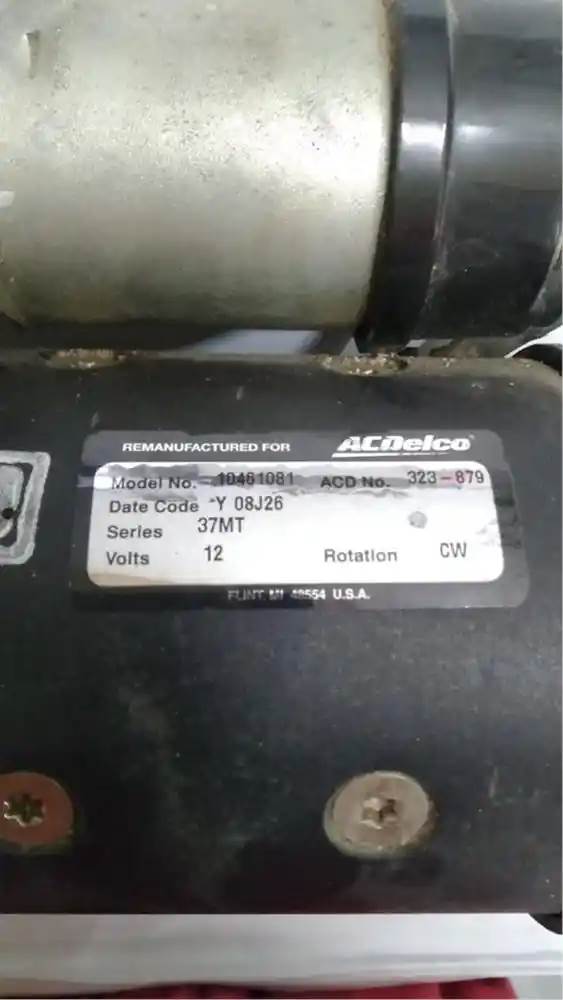 REMANUFACTURED FOR ACDelco
Model No. 10461081 ACD No. 323-879
Date Code Y 08J26
Series 37MT
Volts 12 Rotation CW
FLINT MI 48554 U.S.A.